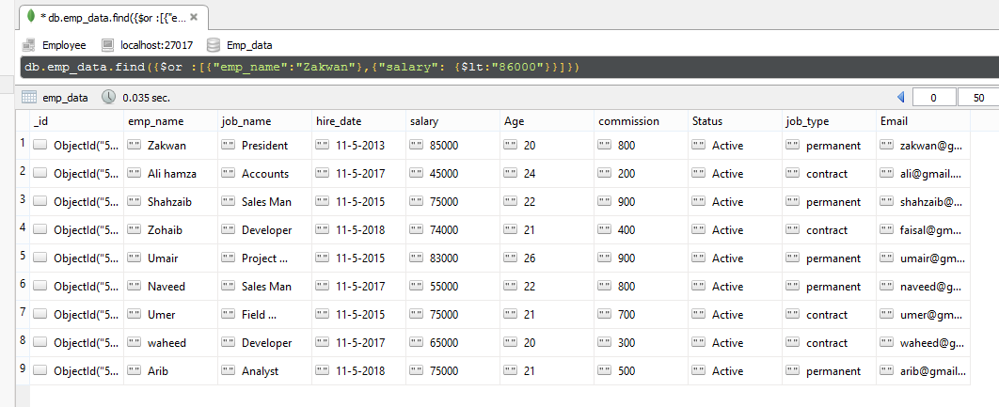 * db.emp_data.find({$or :[{"e...
Employee localhost:27017 Emp_data
db.emp_data.find({$or :[{"emp_name":"Zakwan"},{"salary": {$lt:"86000"}}]})
emp_data 0.035 sec. 0 50
_id emp_name job_name hire_date salary Age commission Status job_type Email
1 ObjectId("5... "" Zakwan "" President "" 11-5-2013 "" 85000 "" 20 "" 800 "" Active "" permanent "" zakwan@g...
2 ObjectId("5... "" Ali hamza "" Accounts "" 11-5-2017 "" 45000 "" 24 "" 200 "" Active "" contract "" ali@gmail....
3 ObjectId("5... "" Shahzaib "" Sales Man "" 11-5-2015 "" 75000 "" 22 "" 900 "" Active "" permanent "" shahzaib@...
4 ObjectId("5... "" Zohaib "" Developer "" 11-5-2018 "" 74000 "" 21 "" 400 "" Active "" contract "" faisal@gm...
5 ObjectId("5... "" Umair "" Project ... "" 11-5-2015 "" 83000 "" 26 "" 900 "" Active "" permanent "" umair@gm...
6 ObjectId("5... "" Naveed "" Sales Man "" 11-5-2017 "" 55000 "" 22 "" 800 "" Active "" permanent "" naveed@g...
7 ObjectId("5... "" Umer "" Field ... "" 11-5-2015 "" 75000 "" 21 "" 700 "" Active "" contract "" umer@gm...
8 ObjectId("5... "" waheed "" Developer "" 11-5-2017 "" 65000 "" 20 "" 300 "" Active "" contract "" waheed@g...
9 ObjectId("5... "" Arib "" Analyst "" 11-5-2018 "" 75000 "" 21 "" 500 "" Active "" permanent "" arib@gmail...